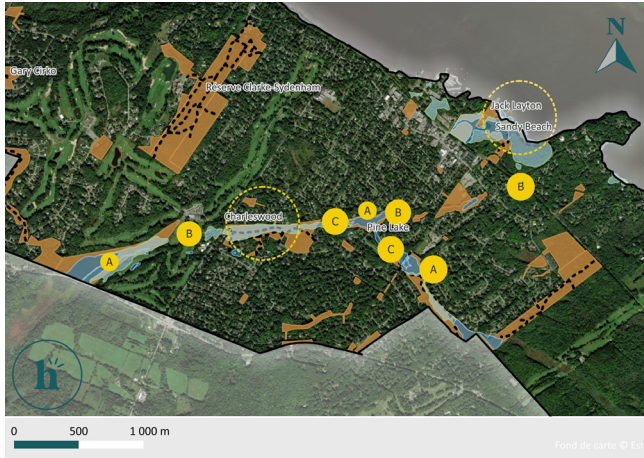 N
Gary Cirko
Réserve Clarke-Sydenham
Jack Layton
Sandy Beach
B
Charleswood
C
A
B
B
Pine Lake
C
A
A
h
0 500 1 000 m
Fond de carte © Esri